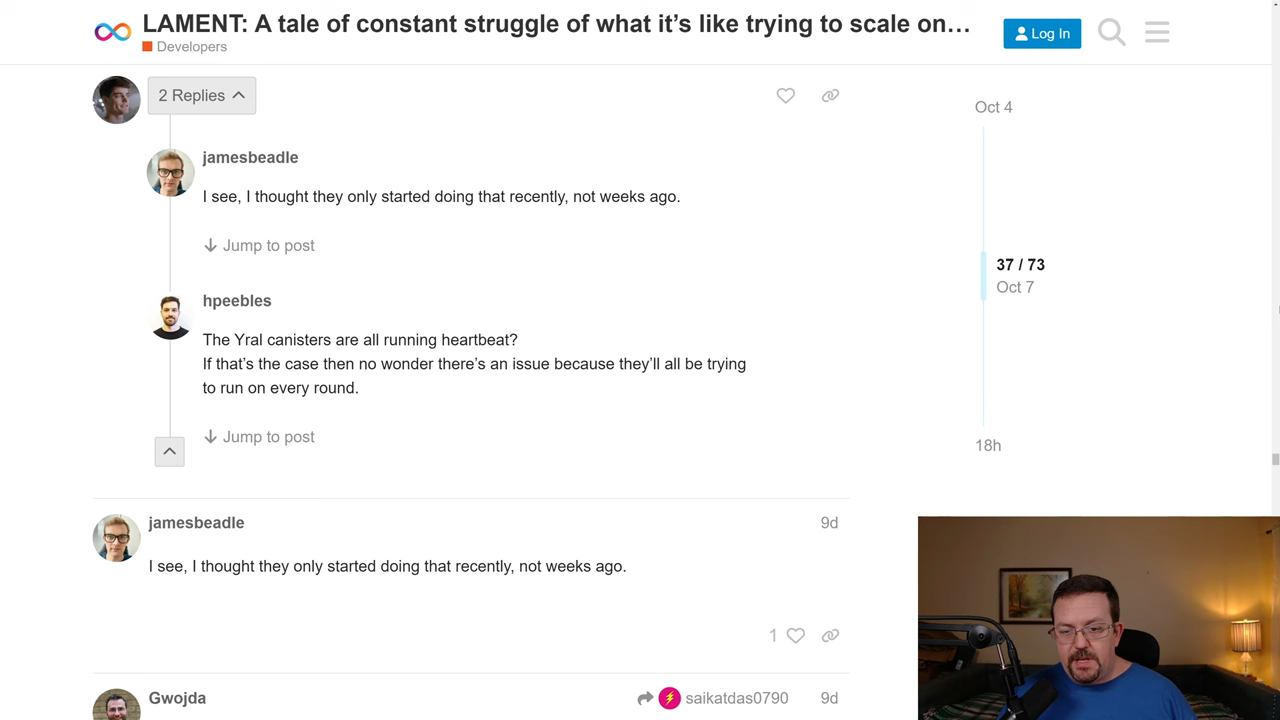 LAMENT: A tale of constant struggle of what it's like trying to scale on…
Developers
Log In
2 Replies
Oct 4
jamesbeadle
I see, I thought they only started doing that recently, not weeks ago.
Jump to post
37 / 73
Oct 7
hpeebles
The Yral canisters are all running heartbeat?
If that's the case then no wonder there's an issue because they'll all be trying
to run on every round.
Jump to post
18h
jamesbeadle
9d
I see, I thought they only started doing that recently, not weeks ago.
1
Gwojda
saikatdas0790
9d